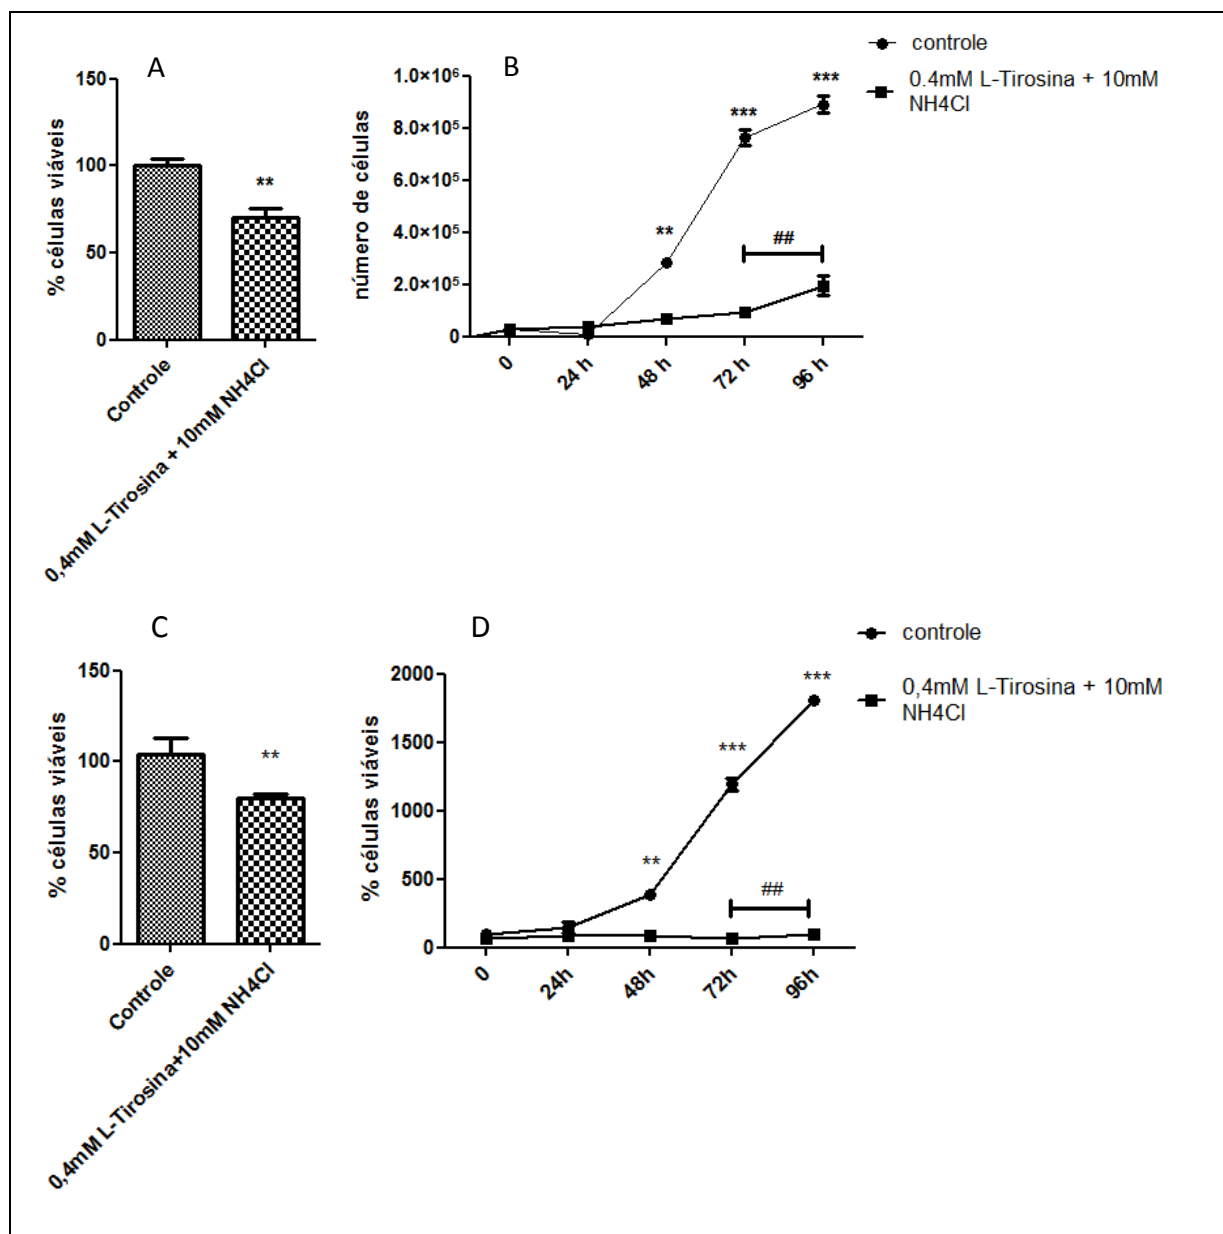 A
% células viáveis
150
100
50
0
**
Controle
0,4mM L-Tirosina + 10mM NH4Cl
B
número de células
1.0×10⁶
8.0×10⁵
6.0×10⁵
4.0×10⁵
2.0×10⁵
0
**
***
***
##
0
24 h
48 h
72 h
96 h
controle
0.4mM L-Tirosina + 10mM
NH4Cl
C
% células viáveis
150
100
50
0
**
Controle
0,4mM L-Tirosina+10mM NH4Cl
D
% células viáveis
2000
1500
1000
500
0
**
***
***
##
0
24h
48h
72h
96h
controle
0,4mM L-Tirosina + 10mM
NH4Cl